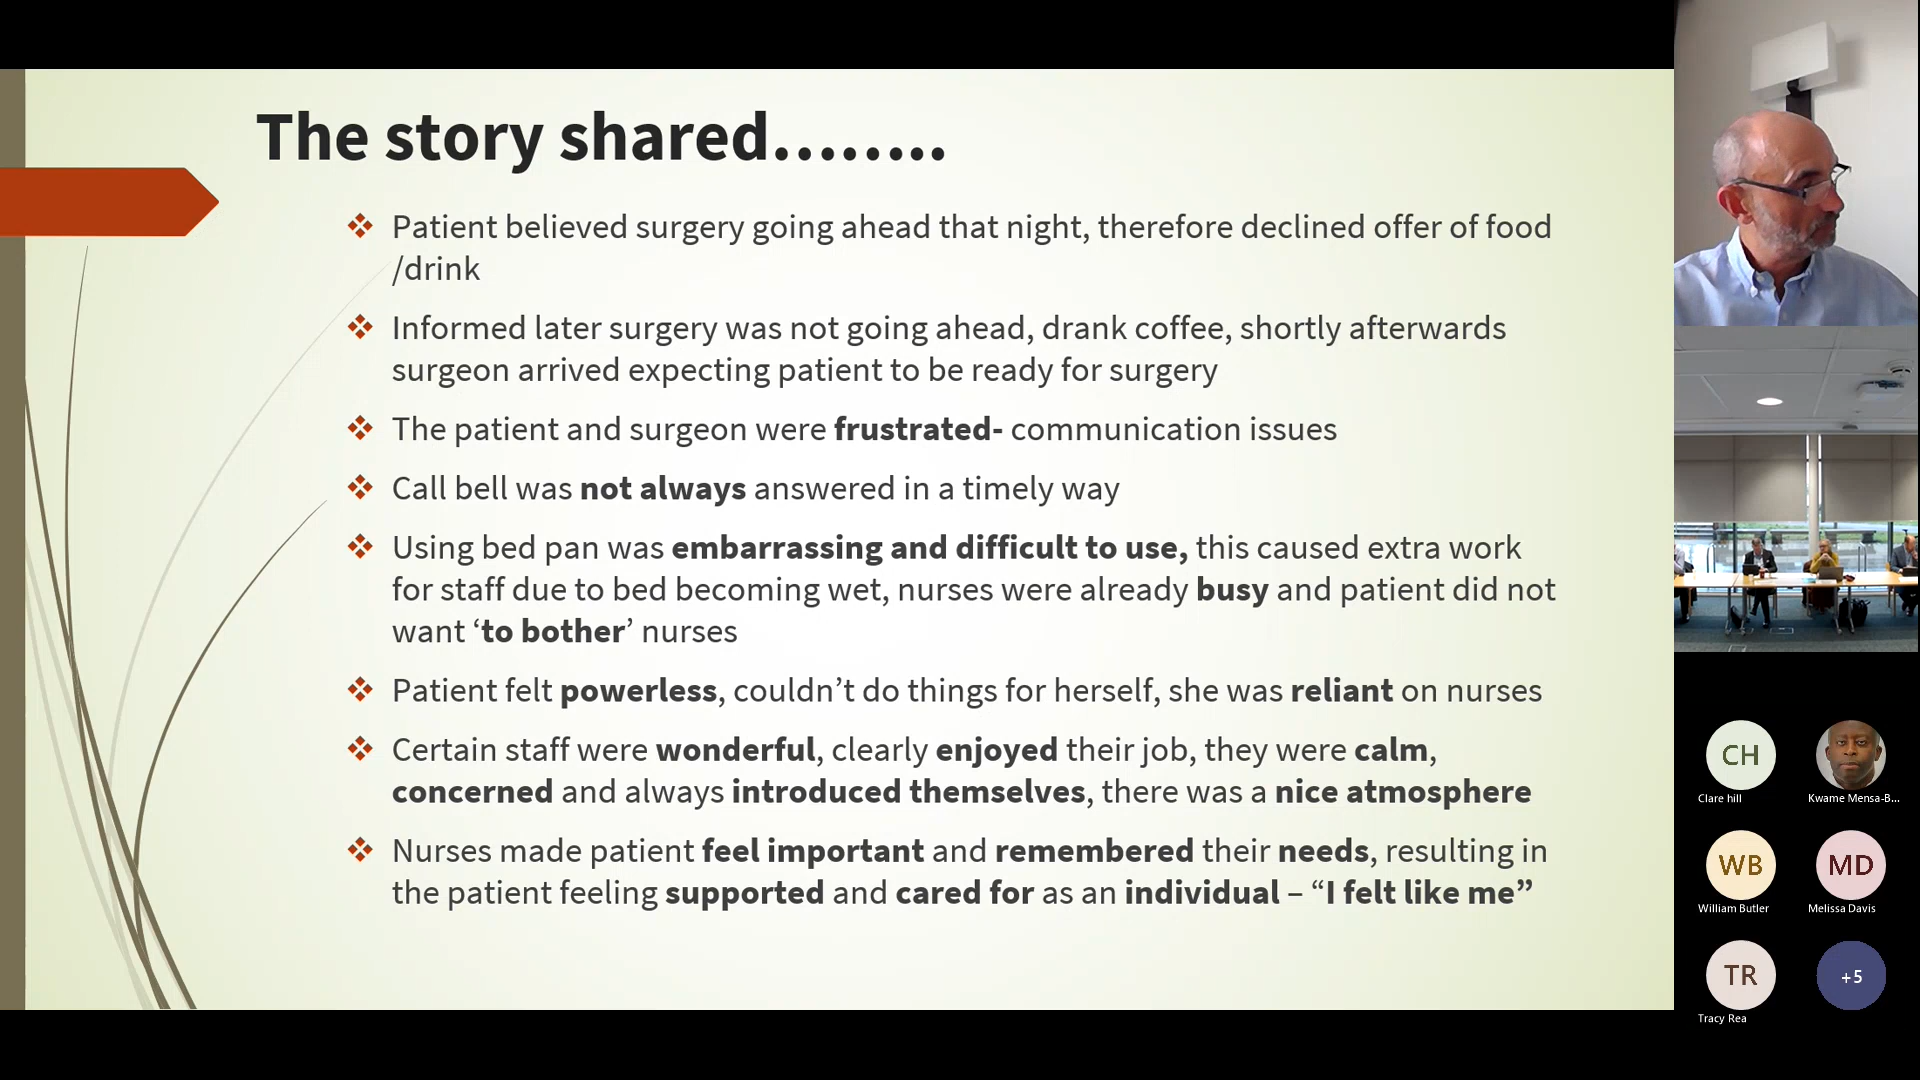 The story shared........
Patient believed surgery going ahead that night, therefore declined offer of food
/drink
Informed later surgery was not going ahead, drank coffee, shortly afterwards
surgeon arrived expecting patient to be ready for surgery
The patient and surgeon were frustrated- communication issues
Call bell was not always answered in a timely way
Using bed pan was embarrassing and difficult to use, this caused extra work
for staff due to bed becoming wet, nurses were already busy and patient did not
want ‘to bother’ nurses
Patient felt powerless, couldn’t do things for herself, she was reliant on nurses
Certain staff were wonderful, clearly enjoyed their job, they were calm,
concerned and always introduced themselves, there was a nice atmosphere
Nurses made patient feel important and remembered their needs, resulting in
the patient feeling supported and cared for as an individual – “I felt like me”
CH
Clare hill
Kwame Mensa-B...
WB
William Butler
MD
Melissa Davis
TR
Tracy Rea
+5